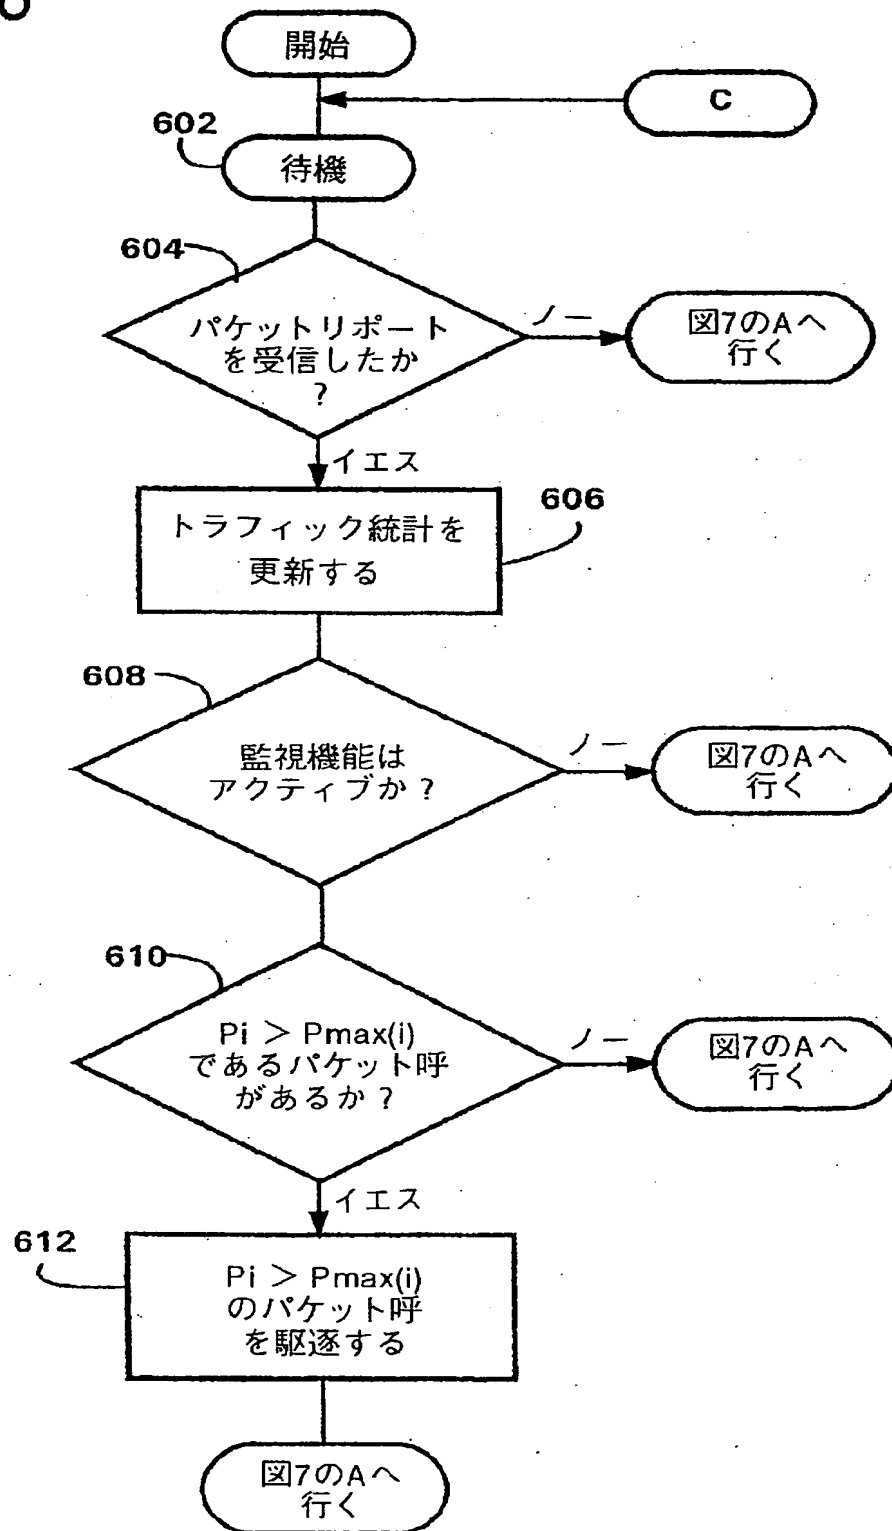 開始
C
602
待機
604
パケットリポート
を受信したか
?
ノー
図7のAへ
行く
イエス
606
トラフィック統計を
更新する
608
監視機能は
アクティブか?
ノー
図7のAへ
行く
610
Pi > Pmax(i)
であるパケット呼
があるか?
ノー
図7のAへ
行く
イエス
612
Pi > Pmax(i)
のパケット呼
を駆逐する
図7のAへ
行く